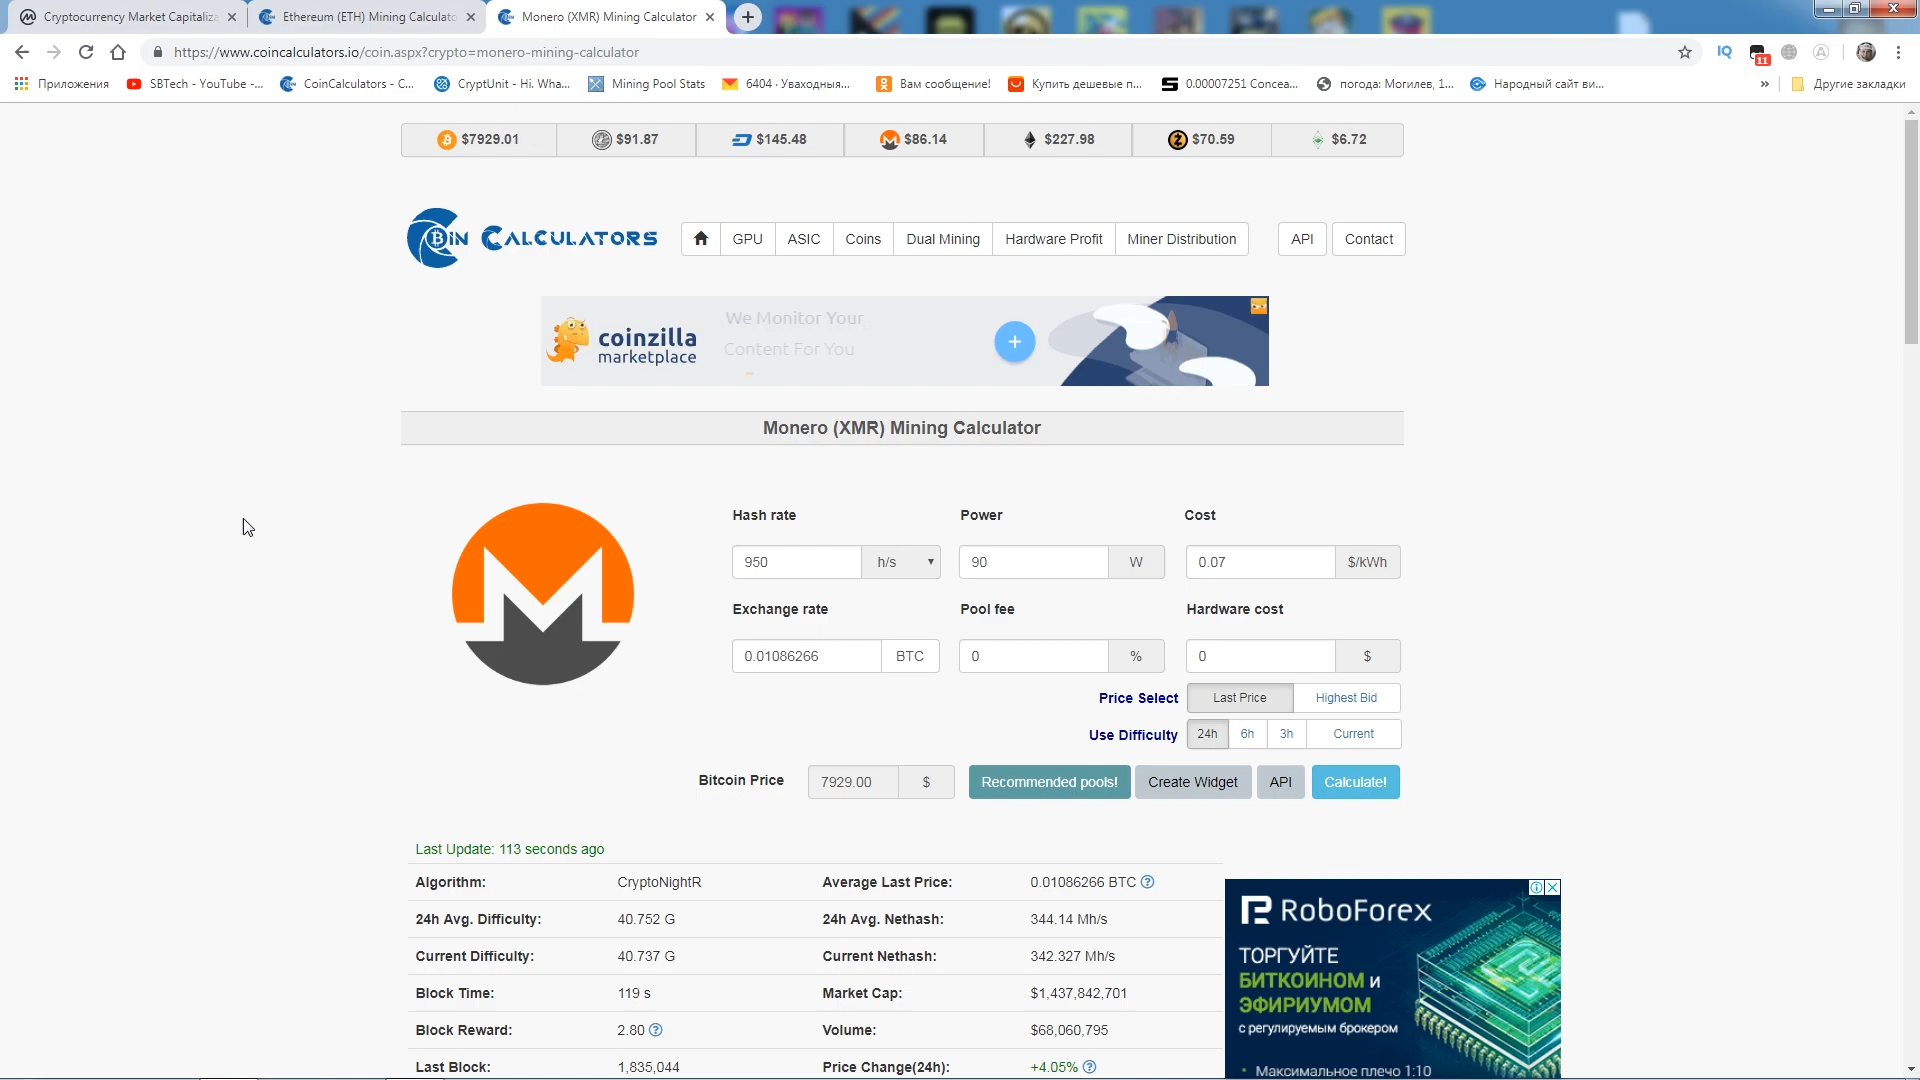 Cryptocurrency Market Capitaliza
Ethereum (ETH) Mining Calculato
Monero (XMR) Mining Calculator
https://www.coincalculators.io/coin.aspx?crypto=monero-mining-calculator
IQ
11
Приложения
SBTech - YouTube -...
CoinCalculators - C...
CryptUnit - Hi. Wha...
Mining Pool Stats
6404 · Уваходныя...
Вам сообщение!
Купить дешевые п...
0.00007251 Concea...
погода: Могилев, 1...
Народный сайт ви...
»
Другие закладки
$7929.01
$91.87
$145.48
$86.14
$227.98
$70.59
$6.72
COIN CALCULATORS
GPU
ASIC
Coins
Dual Mining
Hardware Profit
Miner Distribution
API
Contact
coinzilla
marketplace
We Monitor Your
Content For You
Monero (XMR) Mining Calculator
Hash rate
Power
Cost
950
h/s
90
W
0.07
$/kWh
Exchange rate
Pool fee
Hardware cost
0.01086266
BTC
0
%
0
$
Price Select
Last Price
Highest Bid
Use Difficulty
24h
6h
3h
Current
Bitcoin Price
7929.00
$
Recommended pools!
Create Widget
API
Calculate!
Last Update: 113 seconds ago
Algorithm:
CryptoNightR
Average Last Price:
0.01086266 BTC
24h Avg. Difficulty:
40.752 G
24h Avg. Nethash:
344.14 Mh/s
Current Difficulty:
40.737 G
Current Nethash:
342.327 Mh/s
Block Time:
119 s
Market Cap:
$1,437,842,701
Block Reward:
2.80
Volume:
$68,060,795
Last Block:
1,835,044
Price Change(24h):
+4.05%
RoboForex
ТОРГУЙТЕ
БИТКОИНОМ и
ЭФИРИУМОМ
с регулируемым брокером
• Максимальное плечо 1:10